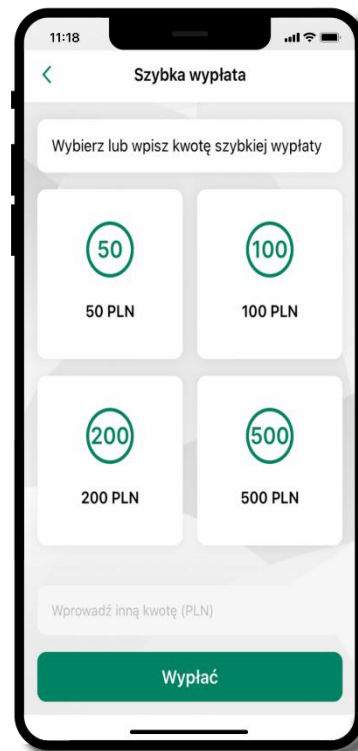 11:18
Szybka wypłata
Wybierz lub wpisz kwotę szybkiej wypłaty
50
100
50 PLN
100 PLN
200
500
200 PLN
500 PLN
Wprowadź inną kwotę (PLN)
Wypłać